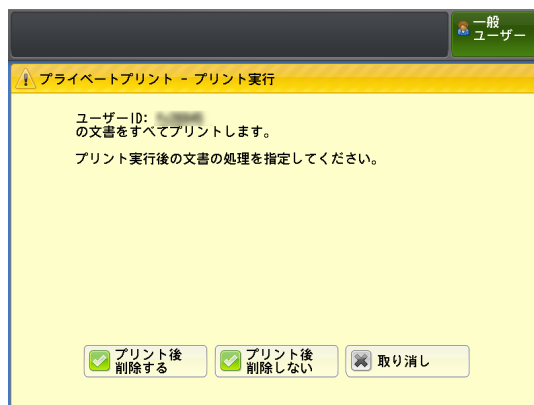 一般
ユーザー
プライベートプリント - プリント実行
ユーザーID:
の文書をすべてプリントします。
プリント実行後の文書の処理を指定してください。
プリント後
削除する
プリント後
削除しない
取り消し